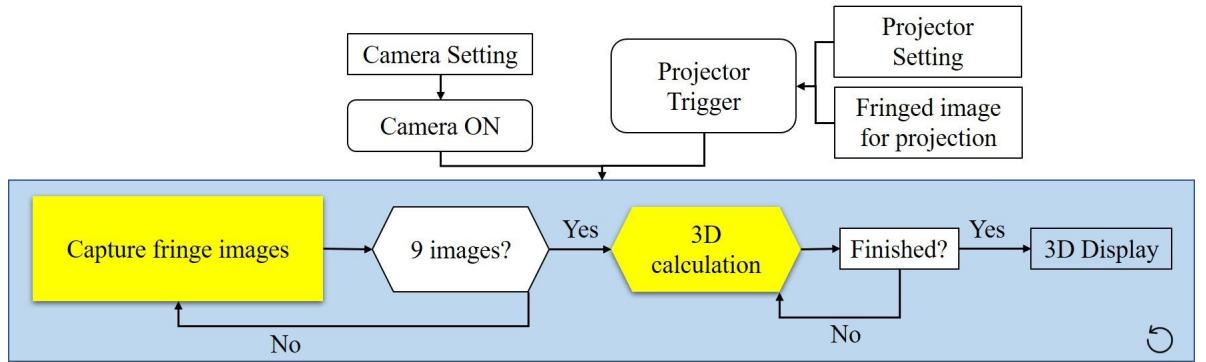 Camera Setting
Camera ON
Projector
Trigger
Projector
Setting
Fringed image
for projection
Capture fringe images
9 images?
Yes
No
3D
calculation
Finished?
Yes
No
3D Display